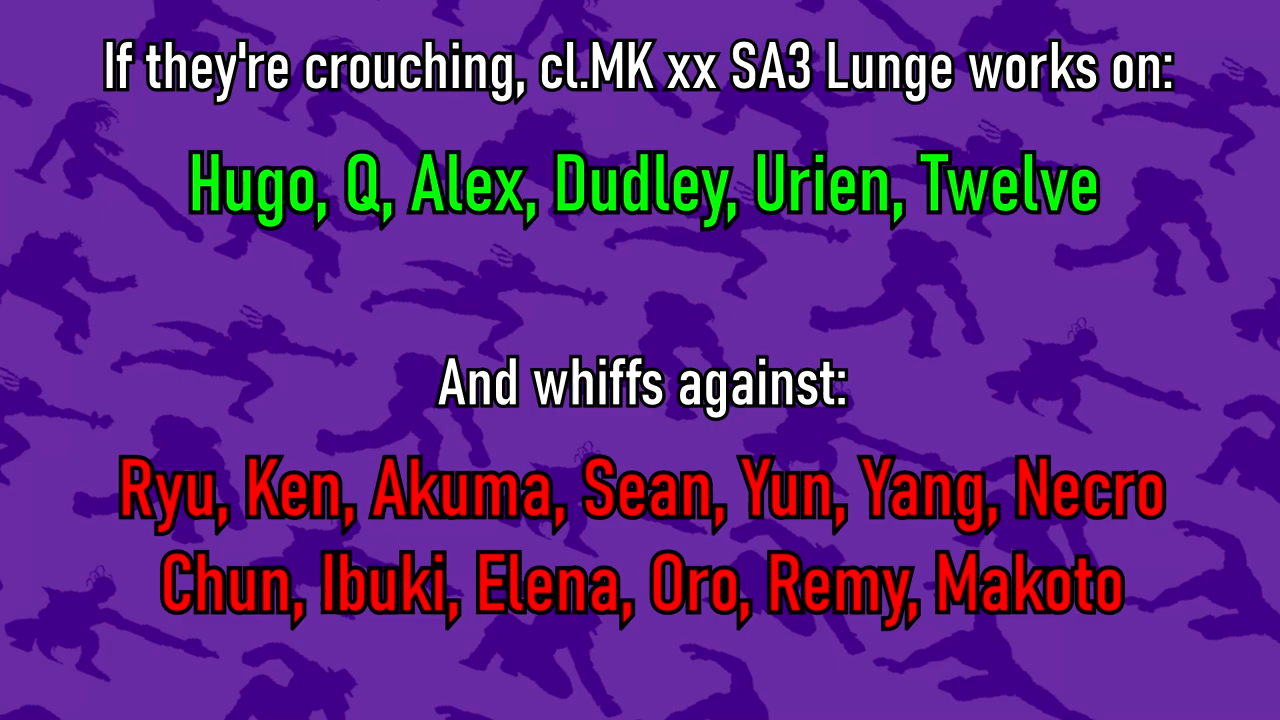 If they're crouching, cl.MK xx SA3 Lunge works on:
Hugo, Q, Alex, Dudley, Urien, Twelve
And whiffs against:
Ryu, Ken, Akuma, Sean, Yun, Yang, Necro
Chun, Ibuki, Elena, Oro, Remy, Makoto